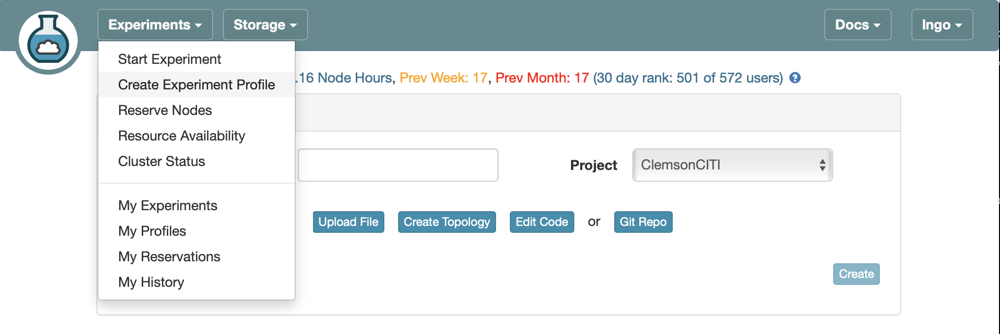 Experiments Storage Docs Ingo
Start Experiment
Create Experiment Profile
Reserve Nodes
Resource Availability
Cluster Status
My Experiments
My Profiles
My Reservations
My History
.16 Node Hours, Prev Week: 17, Prev Month: 17 (30 day rank: 501 of 572 users) ?
Project ClemsonCITI
Upload File Create Topology Edit Code or Git Repo
Create